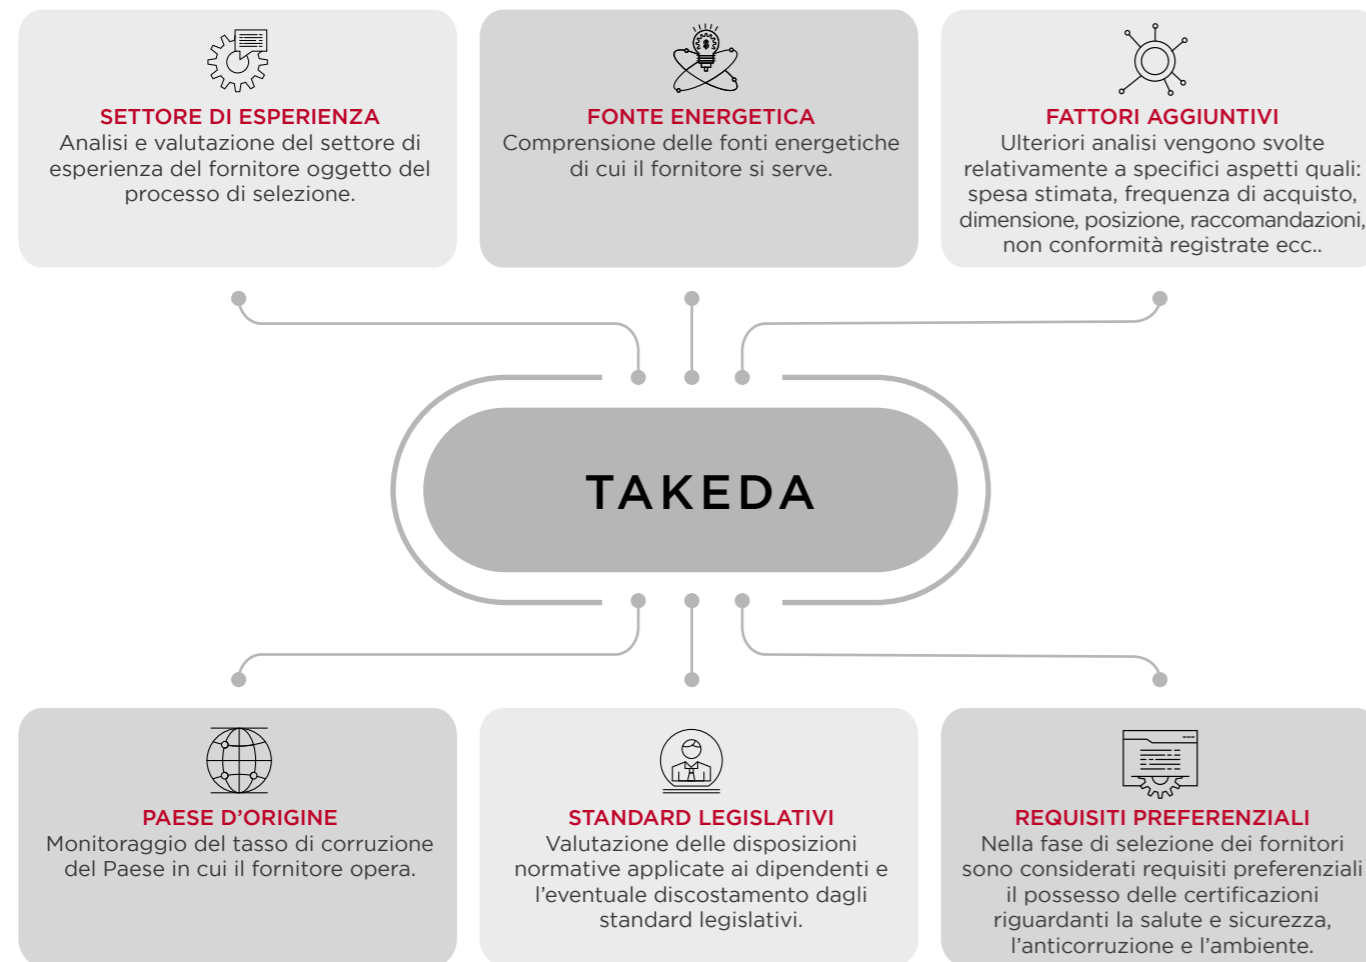 SETTORE DI ESPERIENZA
Analisi e valutazione del settore di
esperienza del fornitore oggetto del
processo di selezione.
FONTE ENERGETICA
Comprensione delle fonti energetiche
di cui il fornitore si serve.
FATTORI AGGIUNTIVI
Ulteriori analisi vengono svolte
relativamente a specifici aspetti quali:
spesa stimata, frequenza di acquisto,
dimensione, posizione, raccomandazioni,
non conformità registrate ecc..
TAKEDA
PAESE D’ORIGINE
Monitoraggio del tasso di corruzione
del Paese in cui il fornitore opera.
STANDARD LEGISLATIVI
Valutazione delle disposizioni
normative applicate ai dipendenti e
l’eventuale discostamento dagli
standard legislativi.
REQUISITI PREFERENZIALI
Nella fase di selezione dei fornitori
sono considerati requisiti preferenziali
il possesso delle certificazioni
riguardanti la salute e sicurezza,
l’anticorruzione e l’ambiente.